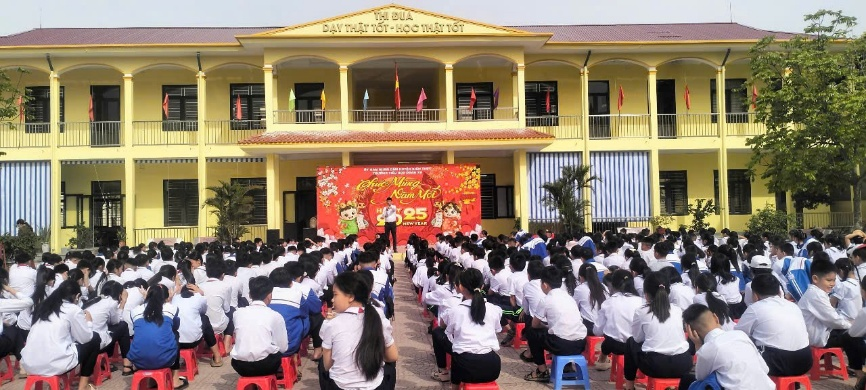 THI ĐUA
DẠY THẬT TỐT - HỌC THẬT TỐT
Chúc Mừng
Năm Mới
2025
NEW YEAR